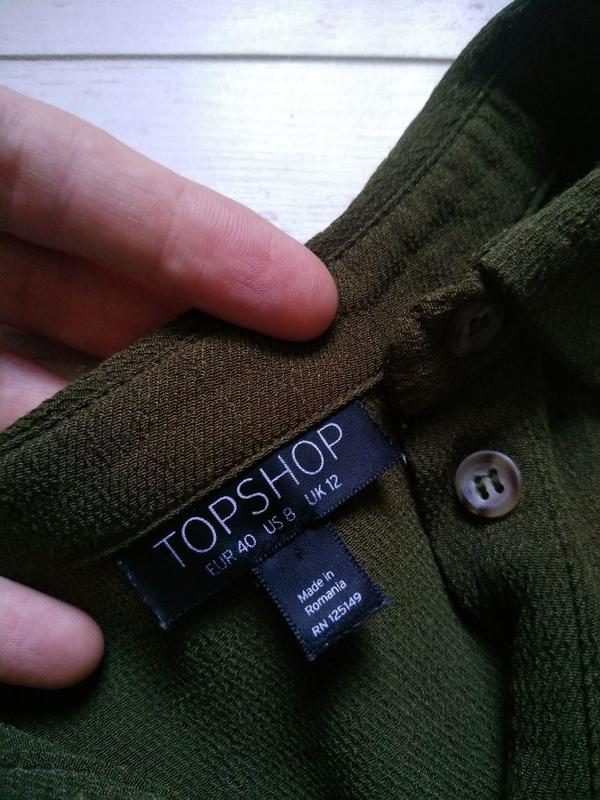 TOPSHOP
EUR 40 US 8 UK 12
Made in
Romania
RN 125149